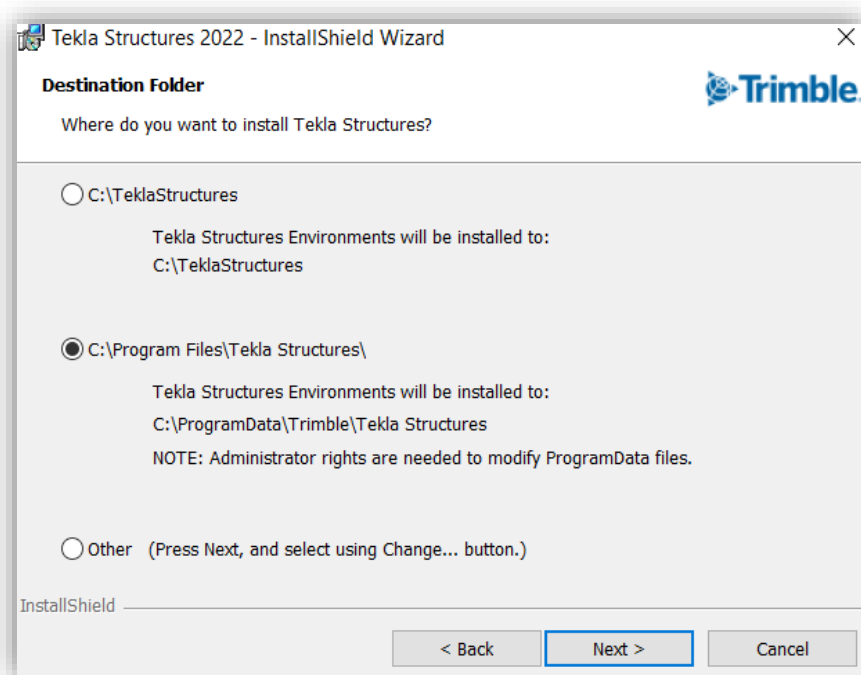 Tekla Structures 2022 - InstallShield Wizard
Destination Folder
Trimble.
Where do you want to install Tekla Structures?
C:\TeklaStructures
Tekla Structures Environments will be installed to:
C:\TeklaStructures
C:\Program Files\Tekla Structures\
Tekla Structures Environments will be installed to:
C:\ProgramData\Trimble\Tekla Structures
NOTE: Administrator rights are needed to modify ProgramData files.
Other (Press Next, and select using Change... button.)
InstallShield
< Back Next > Cancel